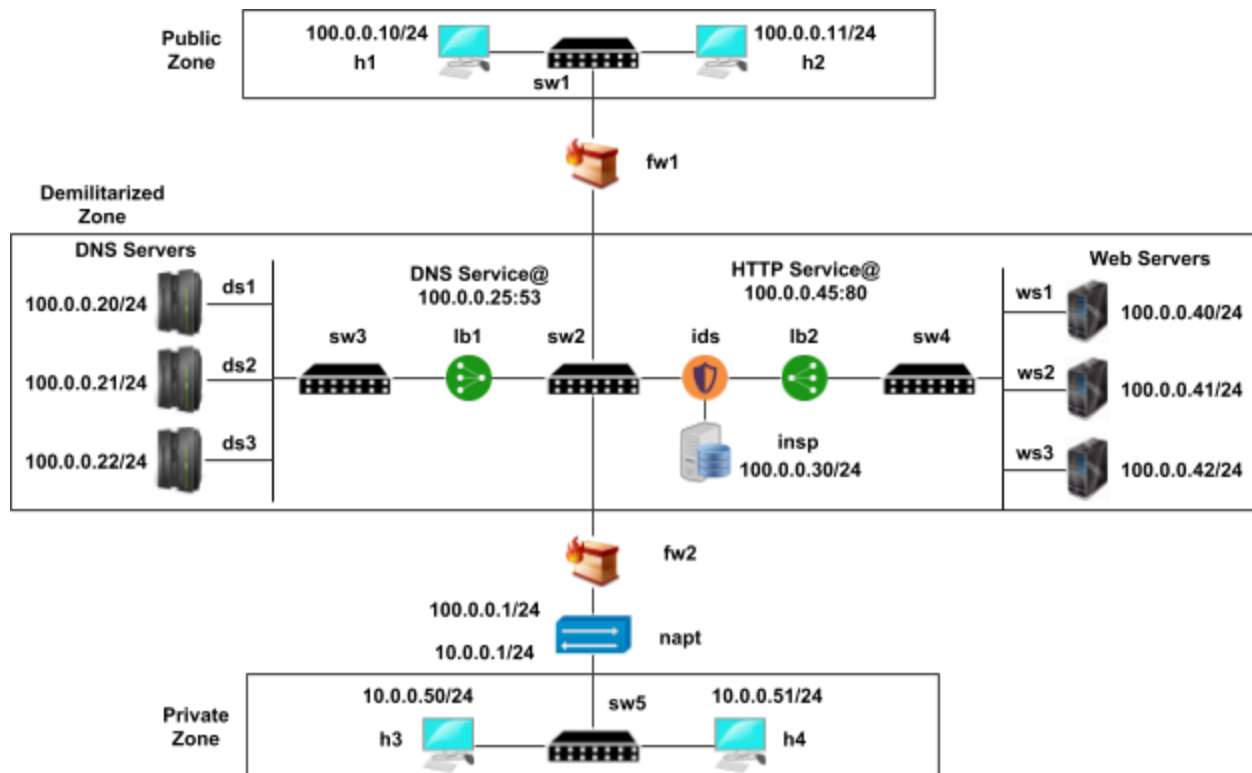 Public
Zone
100.0.0.10/24
h1
sw1
100.0.0.11/24
h2
fw1
Demilitarized
Zone
DNS Servers
100.0.0.20/24
ds1
100.0.0.21/24
ds2
100.0.0.22/24
ds3
sw3
DNS Service@
100.0.0.25:53
lb1
sw2
HTTP Service@
100.0.0.45:80
ids
lb2
sw4
insp
100.0.0.30/24
Web Servers
ws1
100.0.0.40/24
ws2
100.0.0.41/24
ws3
100.0.0.42/24
fw2
100.0.0.1/24
10.0.0.1/24
napt
Private
Zone
10.0.0.50/24
h3
sw5
10.0.0.51/24
h4